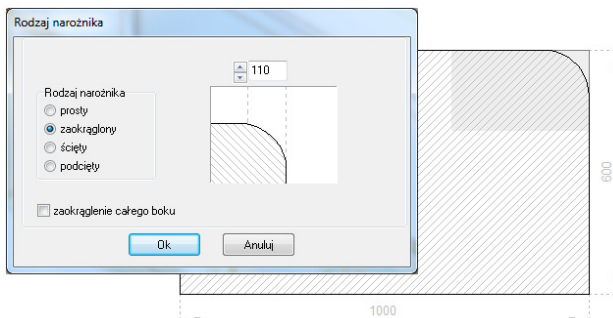 Rodzaj narożnika
110
Rodzaj narożnika
prosty
zaokrąglony
ścięty
podcięty
zaokrąglenie całego boku
Ok
Anuluj
600
1000